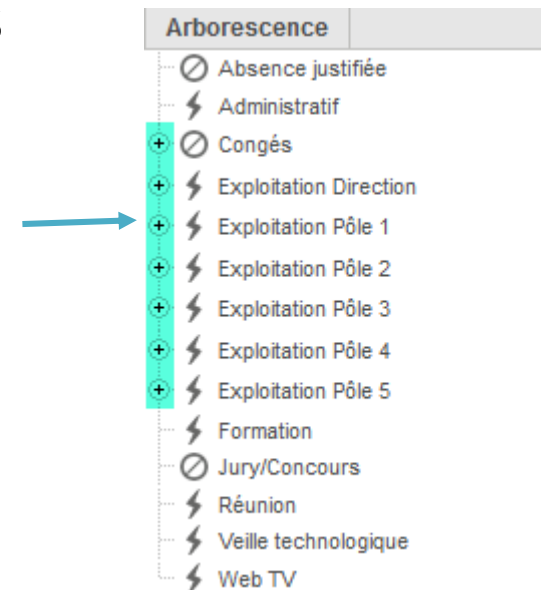 Arborescence
Absence justifiée
Administratif
Congés
Exploitation Direction
Exploitation Pôle 1
Exploitation Pôle 2
Exploitation Pôle 3
Exploitation Pôle 4
Exploitation Pôle 5
Formation
Jury/Concours
Réunion
Veille technologique
Web TV